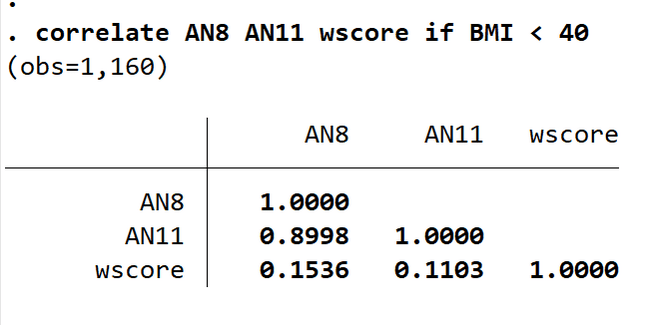 .
. correlate AN8 AN11 wscore if BMI < 40
(obs=1,160)
AN8 AN11 wscore
AN8 1.0000
AN11 0.8998 1.0000
wscore 0.1536 0.1103 1.0000